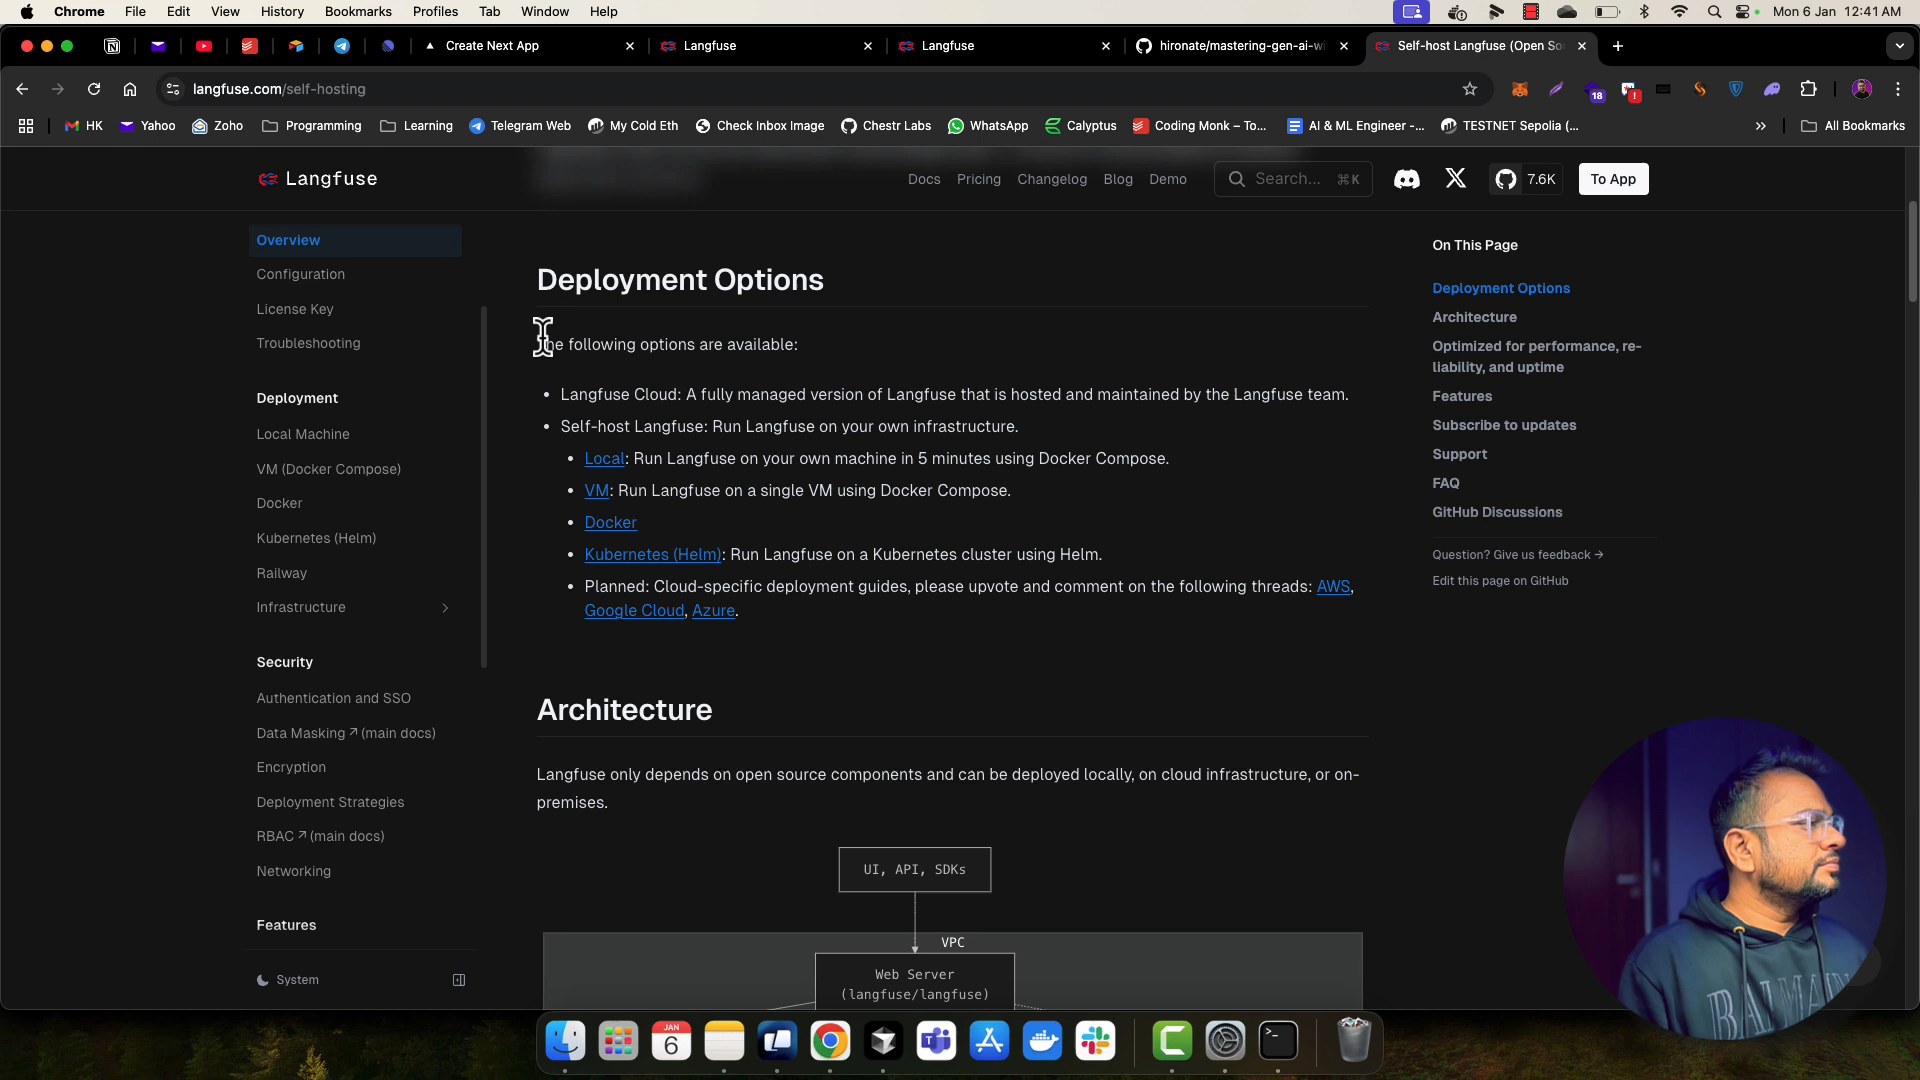 Chrome File Edit View History Bookmarks Profiles Tab Window Help Mon 6 Jan 12:41 AM
Create Next App
Langfuse
Langfuse
hironate/mastering-gen-ai-wi
Self-host Langfuse (Open So
langfuse.com/self-hosting
18
HK Yahoo Zoho Programming Learning Telegram Web My Cold Eth Check Inbox Image Chestr Labs WhatsApp Calyptus Coding Monk – To... AI & ML Engineer -... TESTNET Sepolia (... All Bookmarks
Langfuse
Docs Pricing Changelog Blog Demo Search... ⌘K 7.6K To App
Overview
Configuration
License Key
Troubleshooting
Deployment
Local Machine
VM (Docker Compose)
Docker
Kubernetes (Helm)
Railway
Infrastructure
Security
Authentication and SSO
Data Masking ↗ (main docs)
Encryption
Deployment Strategies
RBAC ↗ (main docs)
Networking
Features
System
Deployment Options
The following options are available:
• Langfuse Cloud: A fully managed version of Langfuse that is hosted and maintained by the Langfuse team.
• Self-host Langfuse: Run Langfuse on your own infrastructure.
• Local: Run Langfuse on your own machine in 5 minutes using Docker Compose.
• VM: Run Langfuse on a single VM using Docker Compose.
• Docker
• Kubernetes (Helm): Run Langfuse on a Kubernetes cluster using Helm.
• Planned: Cloud-specific deployment guides, please upvote and comment on the following threads: AWS,
Google Cloud, Azure.
Architecture
Langfuse only depends on open source components and can be deployed locally, on cloud infrastructure, or on-
premises.
UI, API, SDKs
VPC
Web Server
(langfuse/langfuse)
On This Page
Deployment Options
Architecture
Optimized for performance, re-
liability, and uptime
Features
Subscribe to updates
Support
FAQ
GitHub Discussions
Question? Give us feedback →
Edit this page on GitHub
BALMAIN
JAN
6